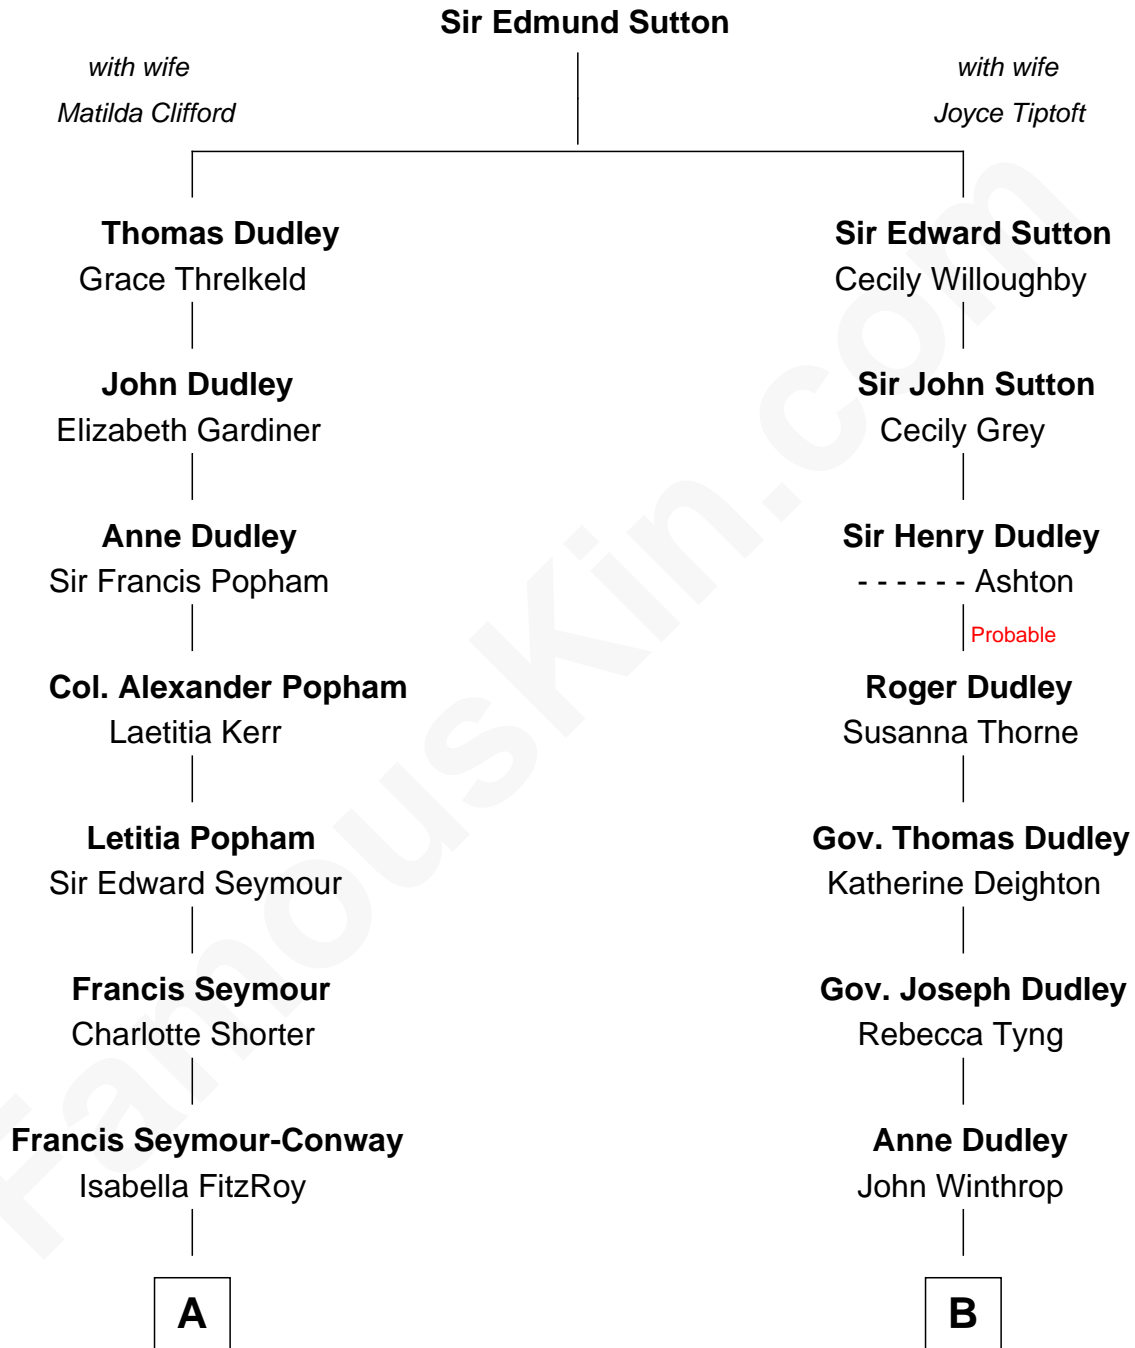 Sir Edmund Sutton
with wife
Matilda Clifford
with wife
Joyce Tiptoft
Thomas Dudley
Grace Threlkeld
Sir Edward Sutton
Cecily Willoughby
John Dudley
Elizabeth Gardiner
Sir John Sutton
Cecily Grey
Anne Dudley
Sir Francis Popham
Sir Henry Dudley
- - - - - - Ashton
Probable
Col. Alexander Popham
Laetitia Kerr
Roger Dudley
Susanna Thorne
Letitia Popham
Sir Edward Seymour
Gov. Thomas Dudley
Katherine Deighton
Francis Seymour
Charlotte Shorter
Gov. Joseph Dudley
Rebecca Tyng
Francis Seymour-Conway
Isabella FitzRoy
Anne Dudley
John Winthrop
A
B
FamousKin.com